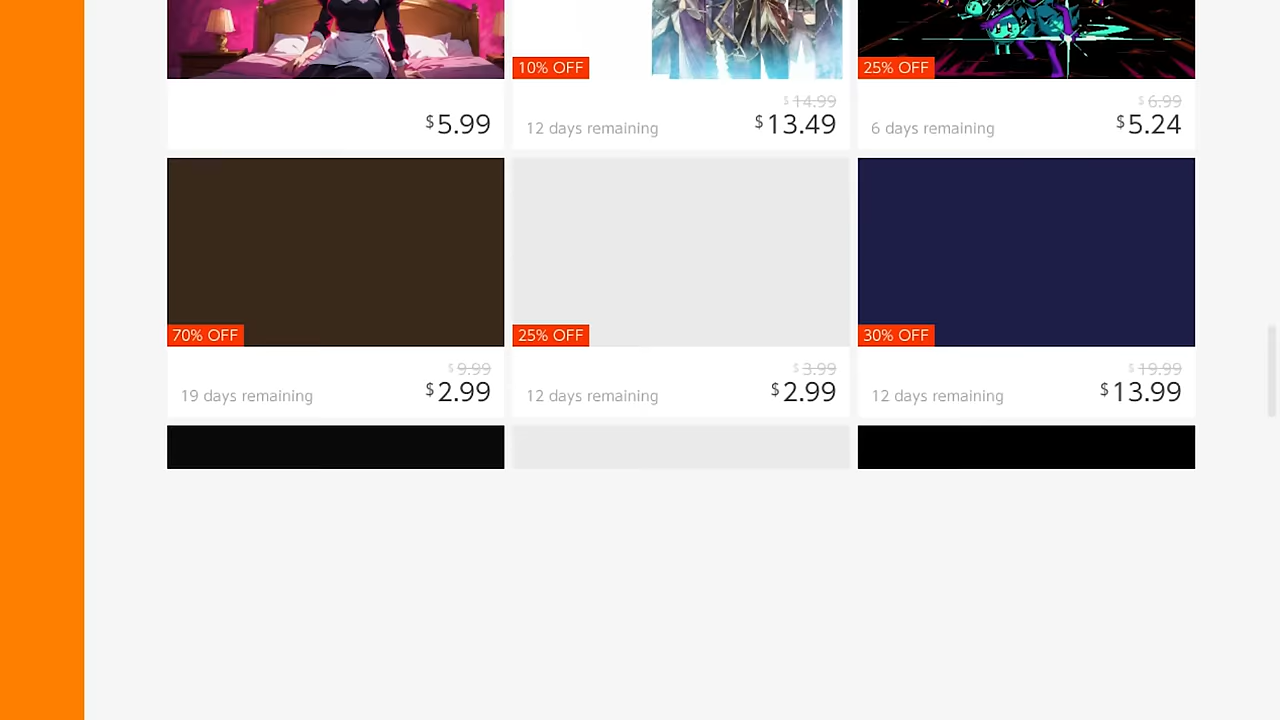 10% OFF
25% OFF
$14.99
$6.99
$5.99
12 days remaining
$13.49
6 days remaining
$5.24
70% OFF
25% OFF
30% OFF
$9.99
$3.99
$19.99
19 days remaining
$2.99
12 days remaining
$2.99
12 days remaining
$13.99